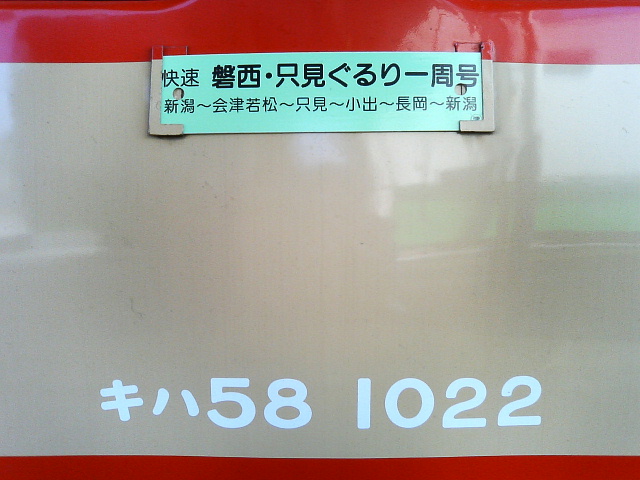 快速 磐西・只見ぐるり一周号
新潟～会津若松～只見～小出～長岡～新潟
キハ58 1022